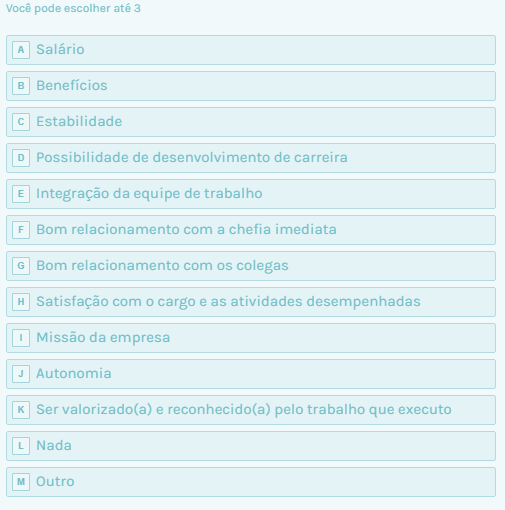 Você pode escolher até 3
A Salário
B Benefícios
C Estabilidade
D Possibilidade de desenvolvimento de carreira
E Integração da equipe de trabalho
F Bom relacionamento com a chefia imediata
G Bom relacionamento com os colegas
H Satisfação com o cargo e as atividades desempenhadas
I Missão da empresa
J Autonomia
K Ser valorizado(a) e reconhecido(a) pelo trabalho que executo
L Nada
M Outro